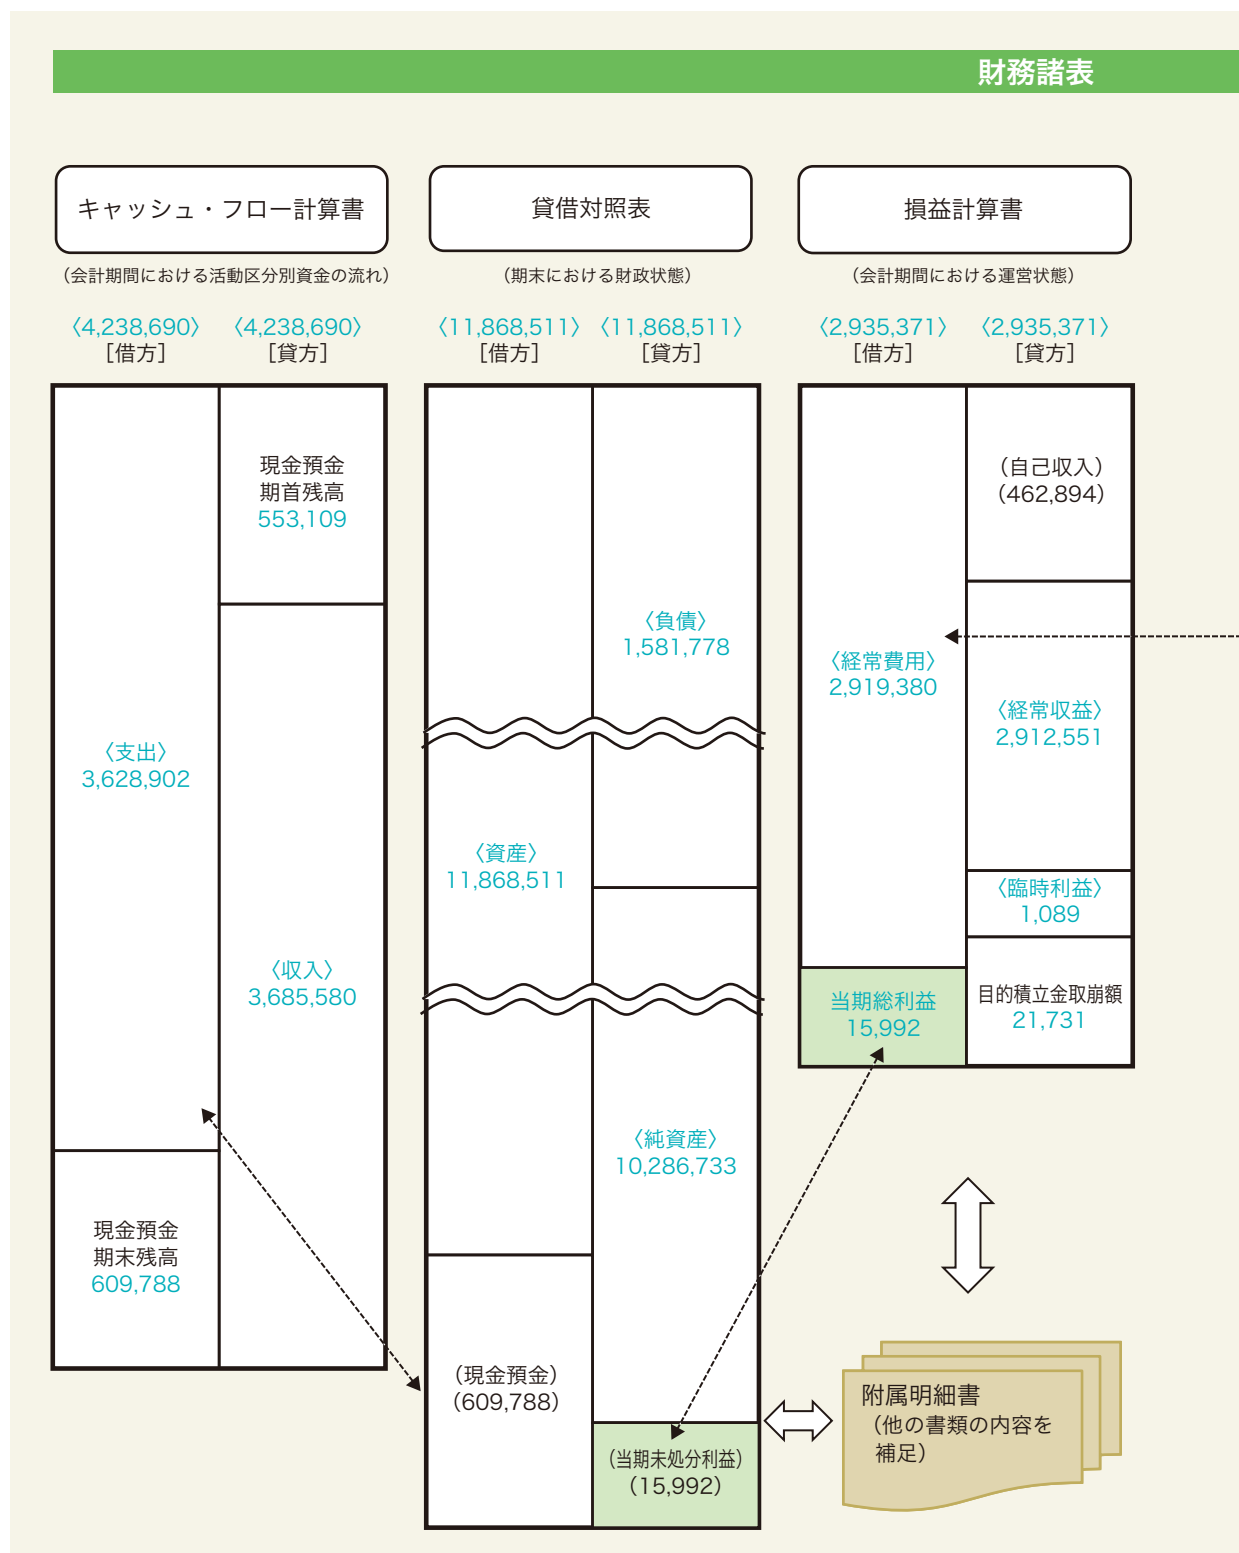 財務諸表
キャッシュ・フロー計算書
（会計期間における活動区分別資金の流れ）
〈4,238,690〉 〈4,238,690〉
［借方］ ［貸方］
現金預金
期首残高
553,109
〈支出〉
3,628,902
〈収入〉
3,685,580
現金預金
期末残高
609,788
貸借対照表
（期末における財政状態）
〈11,868,511〉 〈11,868,511〉
［借方］ ［貸方］
〈負債〉
1,581,778
〈資産〉
11,868,511
〈純資産〉
10,286,733
（現金預金）
（609,788）
（当期未処分利益）
（15,992）
損益計算書
（会計期間における運営状態）
〈2,935,371〉 〈2,935,371〉
［借方］ ［貸方］
（自己収入）
（462,894）
〈経常費用〉
2,919,380
〈経常収益〉
2,912,551
〈臨時利益〉
1,089
当期総利益
15,992
目的積立金取崩額
21,731
附属明細書
（他の書類の内容を
補足）